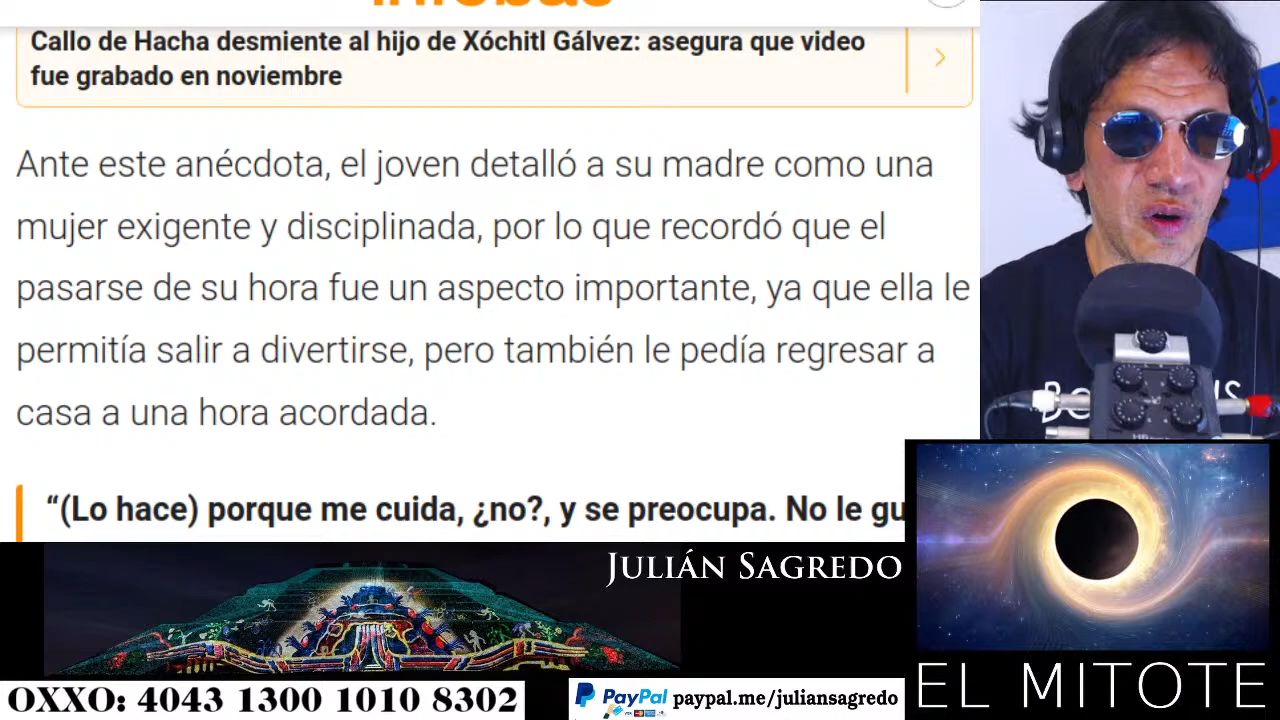 infobae
Callo de Hacha desmiente al hijo de Xóchitl Gálvez: asegura que video
fue grabado en noviembre
Ante este anécdota, el joven detalló a su madre como una
mujer exigente y disciplinada, por lo que recordó que el
pasarse de su hora fue un aspecto importante, ya que ella le
permitía salir a divertirse, pero también le pedía regresar a
casa a una hora acordada.
“(Lo hace) porque me cuida, ¿no?, y se preocupa. No le gu
JULIÁN SAGREDO
EL MITOTE
OXXO: 4043 1300 1010 8302
PayPal paypal.me/juliansagredo